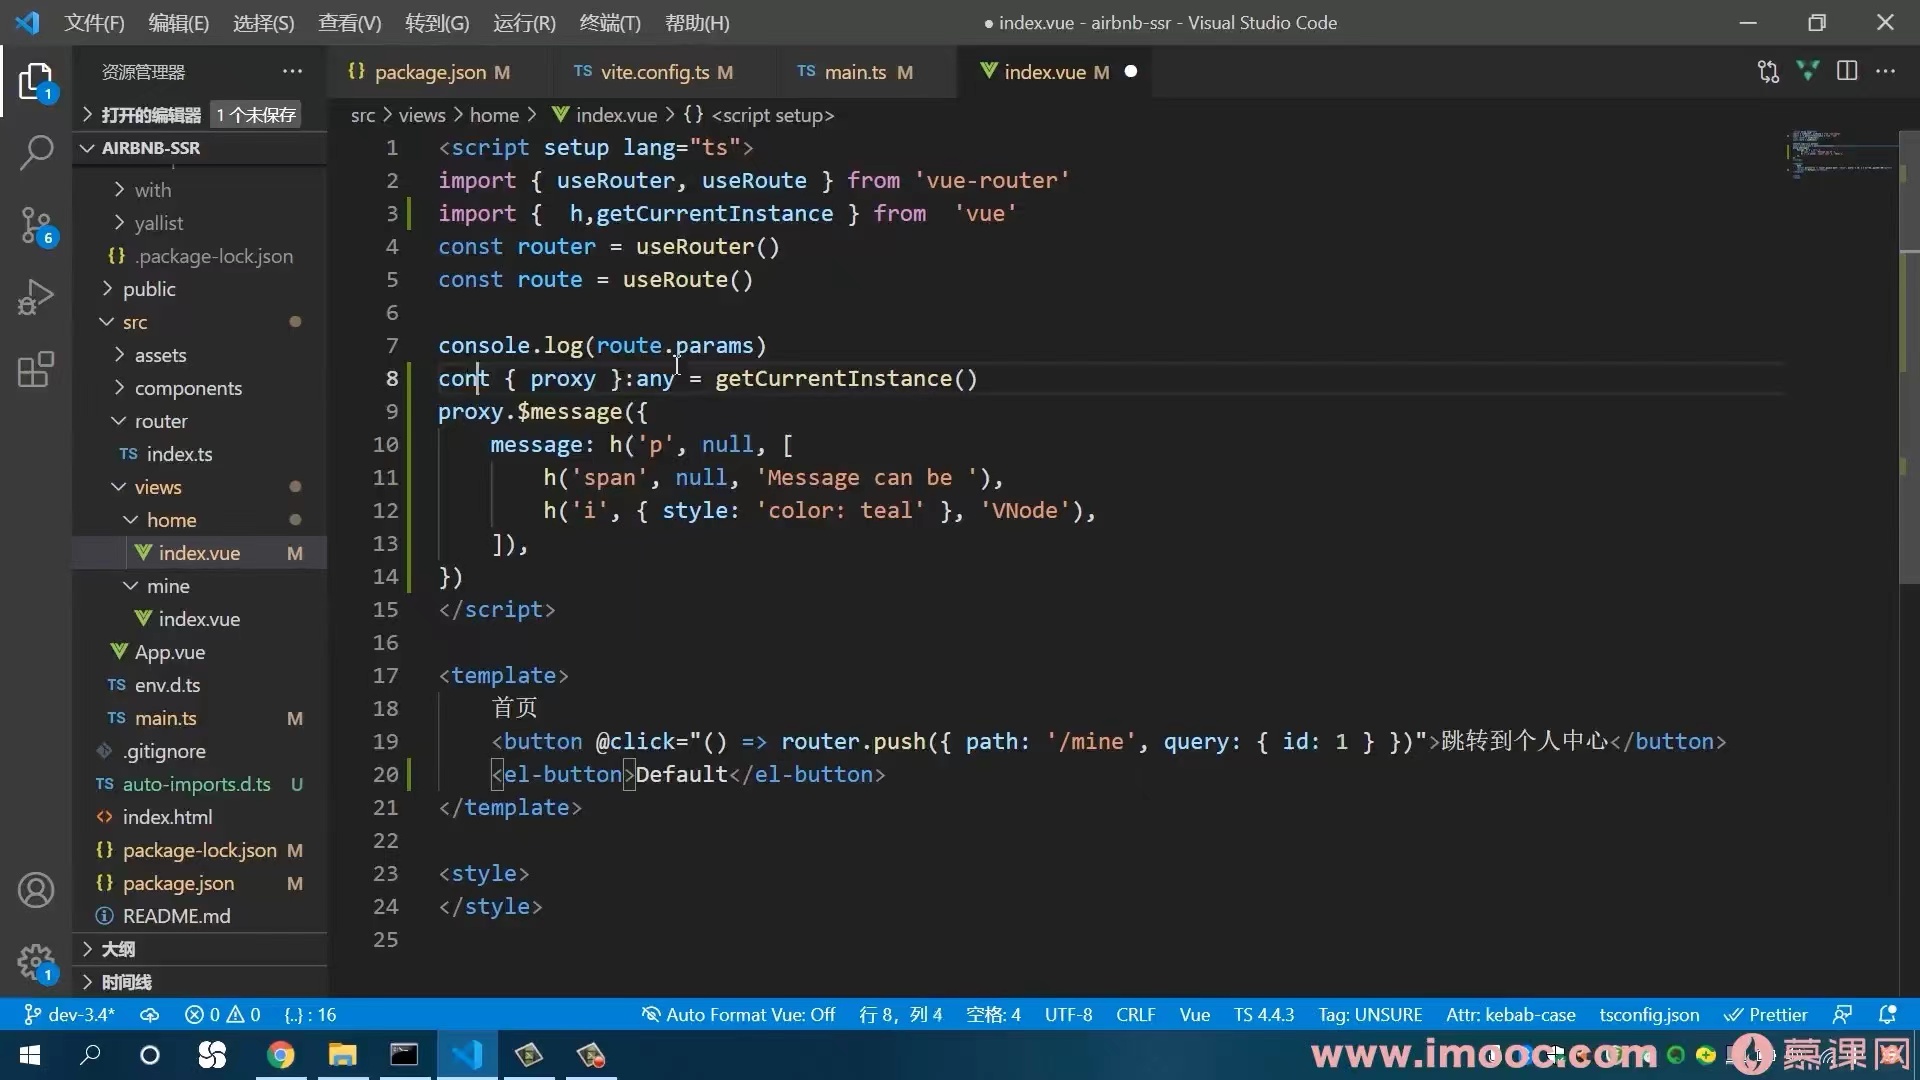 文件(F) 编辑(E) 选择(S) 查看(V) 转到(G) 运行(R) 终端(T) 帮助(H) ● index.vue - airbnb-ssr - Visual Studio Code
资源管理器
package.json M TS vite.config.ts M TS main.ts M index.vue M
打开的编辑器 1 个未保存
src > views > home > index.vue > {} <script setup>
AIRBNB-SSR
with
yallist
{} .package-lock.json
public
src
assets
components
router
TS index.ts
views
home
index.vue M
mine
index.vue
App.vue
TS env.d.ts
TS main.ts M
.gitignore
TS auto-imports.d.ts U
index.html
{} package-lock.json M
{} package.json M
README.md
大纲
时间线
1
6
1
1 <script setup lang="ts">
2 import { useRouter, useRoute } from 'vue-router'
3 import {  h,getCurrentInstance } from  'vue'
4 const router = useRouter()
5 const route = useRoute()
6
7 console.log(route.params)
8 cont { proxy }:any = getCurrentInstance()
9 proxy.$message({
10     message: h('p', null, [
11         h('span', null, 'Message can be '),
12         h('i', { style: 'color: teal' }, 'VNode'),
13     ]),
14 })
15 </script>
16
17 <template>
18     首页
19     <button @click="() => router.push({ path: '/mine', query: { id: 1 } })">跳转到个人中心</button>
20     <el-button>Default</el-button>
21 </template>
22
23 <style>
24 </style>
25
dev-3.4* 0 0 {..} : 16 Auto Format Vue: Off 行 8，列 4 空格: 4 UTF-8 CRLF Vue TS 4.4.3 Tag: UNSURE Attr: kebab-case tsconfig.json Prettier
www.imooc.com 慕课网